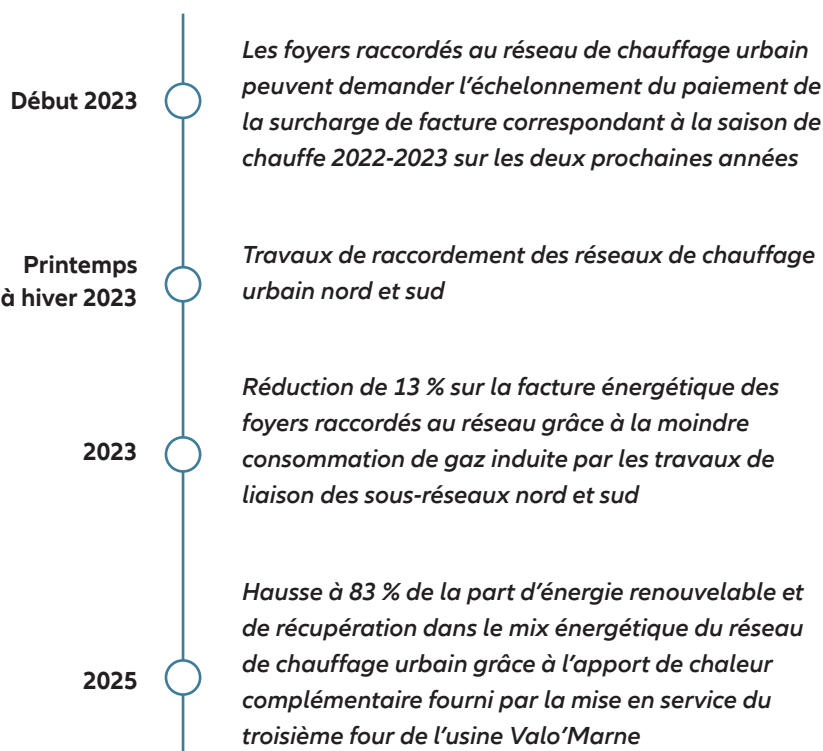 Début 2023
Les foyers raccordés au réseau de chauffage urbain
peuvent demander l’échelonnement du paiement de
la surcharge de facture correspondant à la saison de
chauffe 2022-2023 sur les deux prochaines années
Printemps
à hiver 2023
Travaux de raccordement des réseaux de chauffage
urbain nord et sud
2023
Réduction de 13 % sur la facture énergétique des
foyers raccordés au réseau grâce à la moindre
consommation de gaz induite par les travaux de
liaison des sous-réseaux nord et sud
2025
Hausse à 83 % de la part d’énergie renouvelable et
de récupération dans le mix énergétique du réseau
de chauffage urbain grâce à l’apport de chaleur
complémentaire fourni par la mise en service du
troisième four de l’usine Valo’Marne